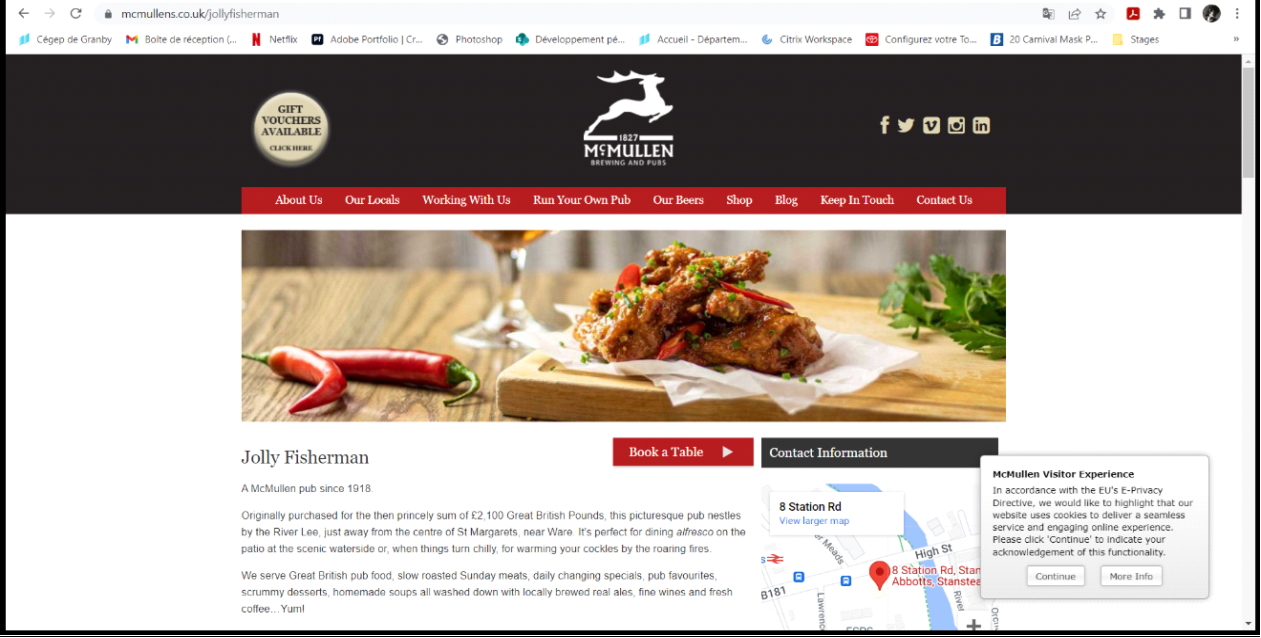 mcmullens.co.uk/jollyfisherman
Cégep de Granby
Boîte de réception (...
Netflix
Adobe Portfolio | Cr...
Photoshop
Développement pé...
Accueil - Départem...
Citrix Workspace
Configurez votre To...
20 Carnival Mask P...
Stages
»
GIFT
VOUCHERS
AVAILABLE
CLICK HERE
1827
McMULLEN
BREWING AND PUBS
About Us
Our Locals
Working With Us
Run Your Own Pub
Our Beers
Shop
Blog
Keep In Touch
Contact Us
Jolly Fisherman
Book a Table
A McMullen pub since 1918.
Originally purchased for the then princely sum of £2,100 Great British Pounds, this picturesque pub nestles
by the River Lee, just away from the centre of St Margarets, near Ware. It's perfect for dining alfresco on the
patio at the scenic waterside or, when things turn chilly, for warming your cockles by the roaring fires.
We serve Great British pub food, slow roasted Sunday meats, daily changing specials, pub favourites,
scrummy desserts, homemade soups all washed down with locally brewed real ales, fine wines and fresh
coffee…Yum!
Contact Information
8 Station Rd
View larger map
Meads
High St
8 Station Rd, Stan
Abbotts, Stanstea
B181
Lawrenc
River
Orc
+
McMullen Visitor Experience
In accordance with the EU's E-Privacy
Directive, we would like to highlight that our
website uses cookies to deliver a seamless
service and engaging online experience.
Please click 'Continue' to indicate your
acknowledgement of this functionality.
Continue
More Info